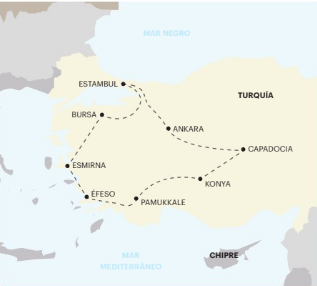 MAR NEGRO
ESTAMBUL
TURQUÍA
BURSA
ANKARA
CAPADOCIA
ESMIRNA
KONYA
ÉFESO
PAMUKKALE
MAR
MEDITERRÁNEO
CHIPRE